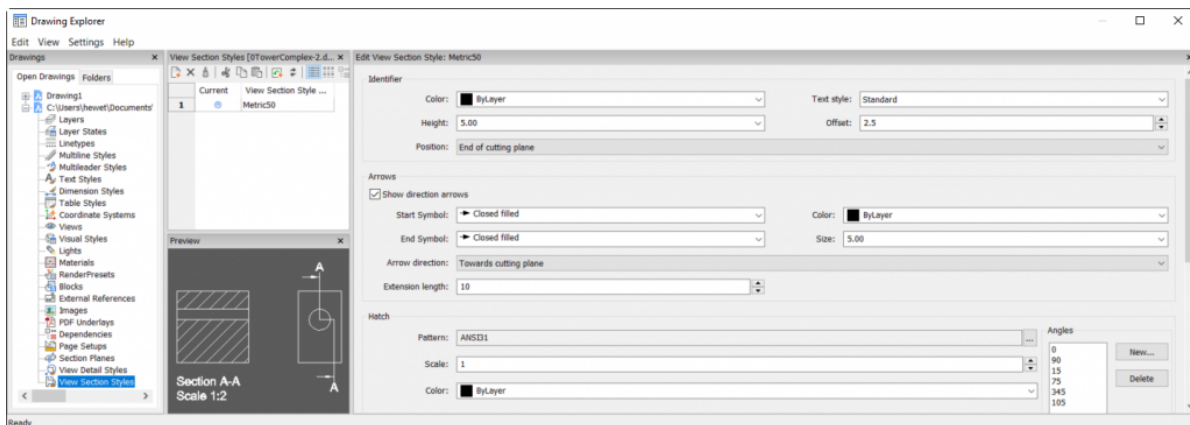 Drawing Explorer
Edit View Settings Help
Drawings
Open Drawings Folders
Drawing1
C:\Users\hewet\Documents'
Layers
Layer States
Linetypes
Multiline Styles
Multileader Styles
Text Styles
Dimension Styles
Table Styles
Coordinate Systems
Views
Visual Styles
Lights
Materials
RenderPresets
Blocks
External References
Images
PDF Underlays
Dependencies
Page Setups
Section Planes
View Detail Styles
View Section Styles
View Section Styles [0TowerComplex-2.d...
Current View Section Style ...
1 Metric50
Preview
A
A
Section A-A
Scale 1:2
Edit View Section Style: Metric50
Identifier
Color: ByLayer Text style: Standard
Height: 5.00 Offset: 2.5
Position: End of cutting plane
Arrows
Show direction arrows
Start Symbol: Closed filled Color: ByLayer
End Symbol: Closed filled Size: 5.00
Arrow direction: Towards cutting plane
Extension length: 10
Hatch
Pattern: ANSI31 ...
Scale: 1
Color: ByLayer
Angles
0
90
15
75
345
105
New...
Delete
Ready